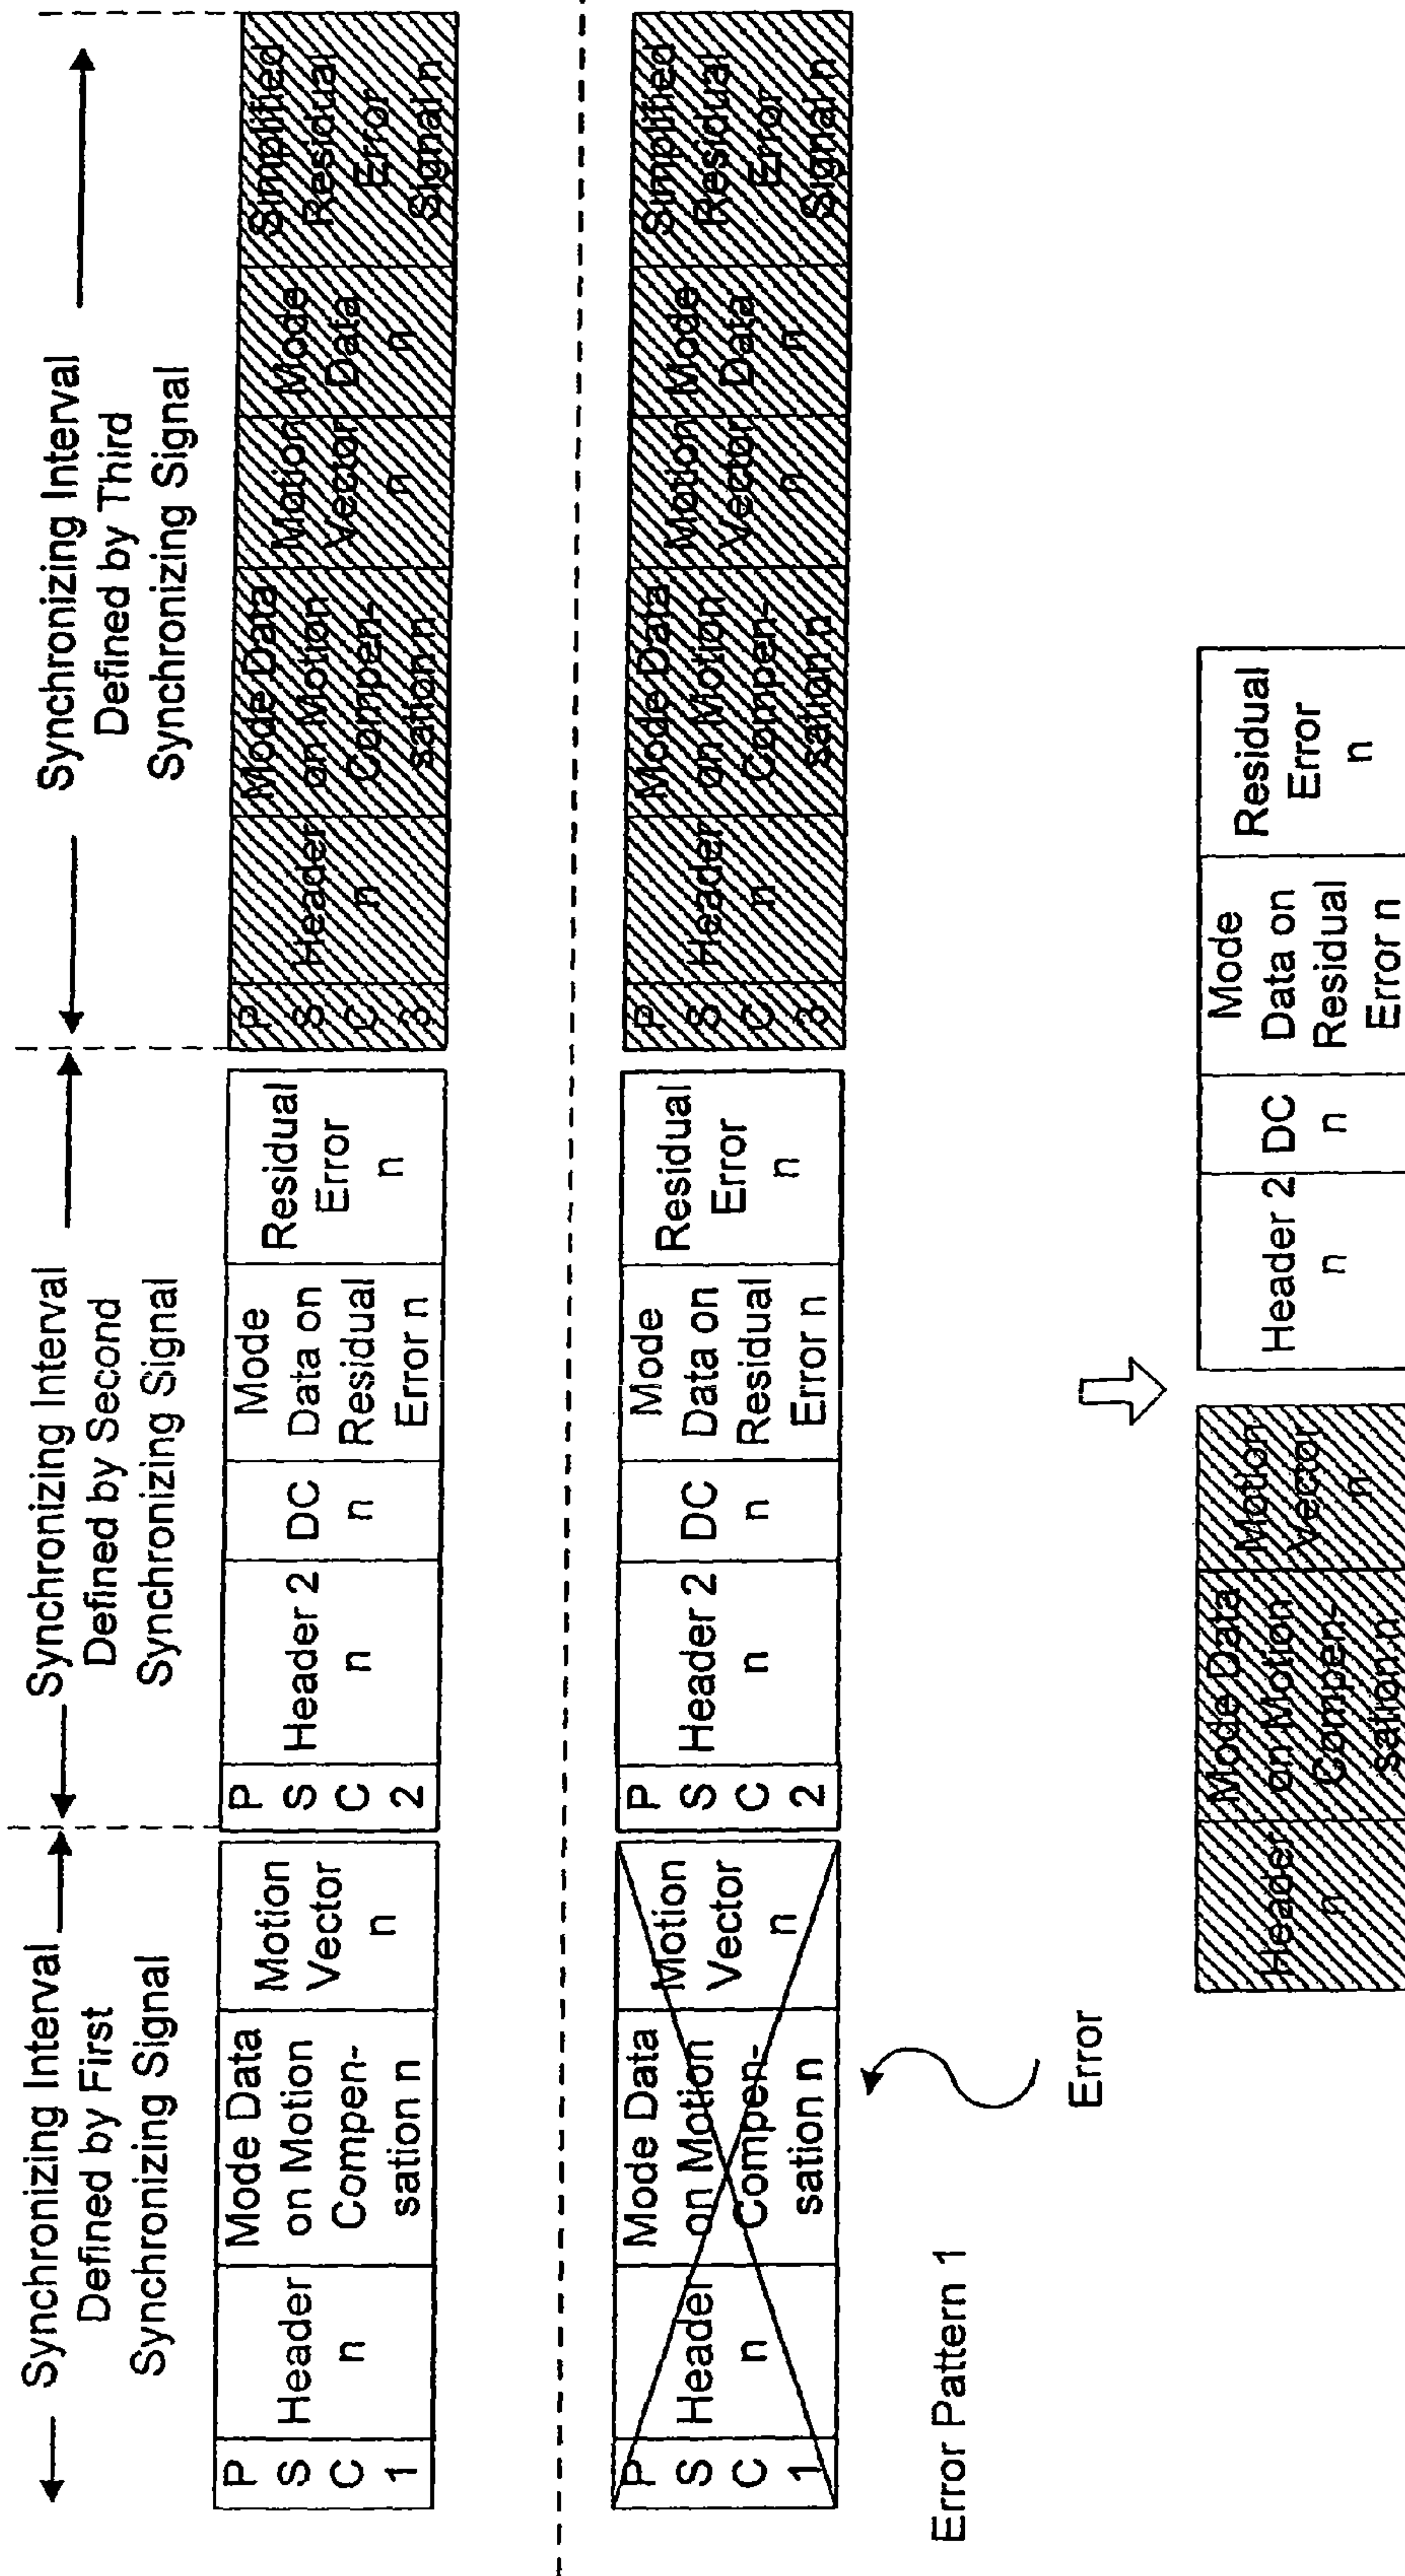 Synchronizing Interval
Defined by First
Synchronizing Signal
Synchronizing Interval
Defined by Second
Synchronizing Signal
Synchronizing Interval
Defined by Third
Synchronizing Signal
P
S
C
1
Header
n
Mode Data
on Motion
Compen-
sation n
Motion
Vector
n
P
S
C
2
Header 2
n
DC
n
Mode
Data on
Residual
Error n
Residual
Error
n
P
S
C
3
Header
n
Mode Data
on Motion
Compen-
sation n
Motion
Vector
n
Mode
Data
n
Simplified
Residual
Error
Signal n
P
S
C
1
Header
n
Mode Data
on Motion
Compen-
sation n
Motion
Vector
n
P
S
C
2
Header 2
n
DC
n
Mode
Data on
Residual
Error n
Residual
Error
n
P
S
C
3
Header
n
Mode Data
on Motion
Compen-
sation n
Motion
Vector
n
Mode
Data
n
Simplified
Residual
Error
Signal n
Error Pattern 1
Error
Header
n
Mode Data
on Motion
Compen-
sation n
Motion
Vector
n
Header 2
n
DC
n
Mode
Data on
Residual
Error n
Residual
Error
n